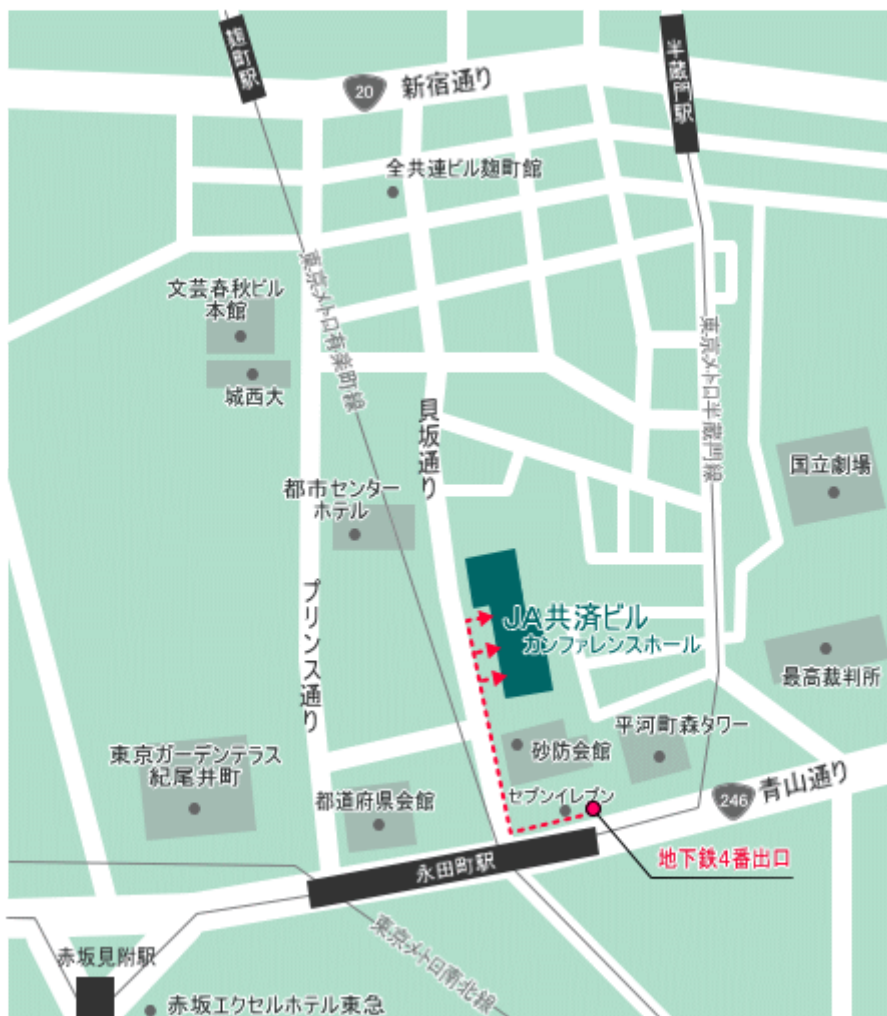 麹町駅
20
新宿通り
半蔵門駅
全共連ビル麹町館
東京メトロ有楽町線
文芸春秋ビル
本館
城西大
貝坂通り
東京メトロ半蔵門線
国立劇場
都市センター
ホテル
プリンス通り
JA共済ビル
カンファレンスホール
最高裁判所
平河町森タワー
砂防会館
東京ガーデンテラス
紀尾井町
都道府県会館
セブンイレブン
246
青山通り
地下鉄4番出口
永田町駅
東京メトロ南北線
赤坂見附駅
赤坂エクセルホテル東急